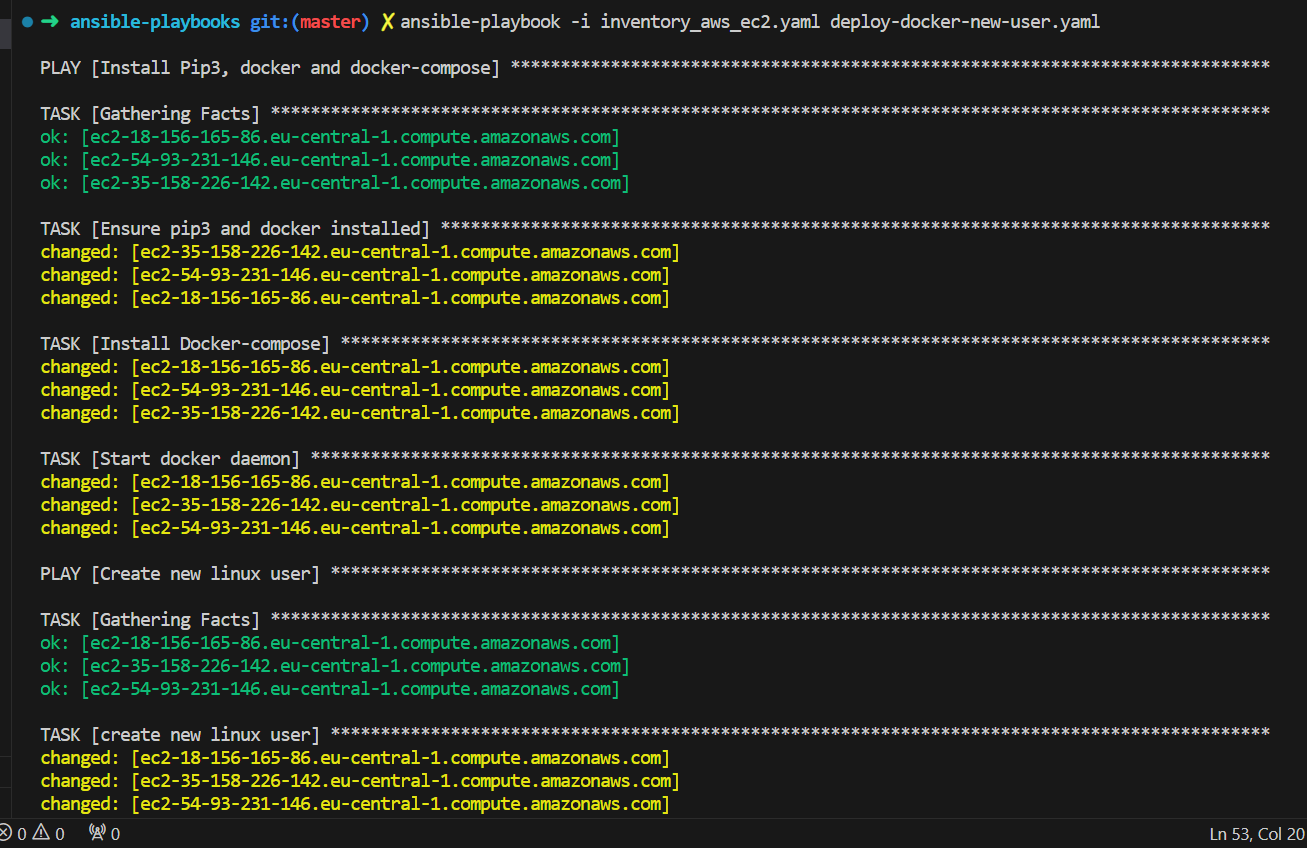 ➜ ansible-playbooks git:(master) ✗ ansible-playbook -i inventory_aws_ec2.yaml deploy-docker-new-user.yaml
PLAY [Install Pip3, docker and docker-compose] ****************************************************************************
TASK [Gathering Facts] ****************************************************************************************************
ok: [ec2-18-156-165-86.eu-central-1.compute.amazonaws.com]
ok: [ec2-54-93-231-146.eu-central-1.compute.amazonaws.com]
ok: [ec2-35-158-226-142.eu-central-1.compute.amazonaws.com]
TASK [Ensure pip3 and docker installed] ***********************************************************************************
changed: [ec2-35-158-226-142.eu-central-1.compute.amazonaws.com]
changed: [ec2-54-93-231-146.eu-central-1.compute.amazonaws.com]
changed: [ec2-18-156-165-86.eu-central-1.compute.amazonaws.com]
TASK [Install Docker-compose] *********************************************************************************************
changed: [ec2-18-156-165-86.eu-central-1.compute.amazonaws.com]
changed: [ec2-54-93-231-146.eu-central-1.compute.amazonaws.com]
changed: [ec2-35-158-226-142.eu-central-1.compute.amazonaws.com]
TASK [Start docker daemon] ************************************************************************************************
changed: [ec2-18-156-165-86.eu-central-1.compute.amazonaws.com]
changed: [ec2-35-158-226-142.eu-central-1.compute.amazonaws.com]
changed: [ec2-54-93-231-146.eu-central-1.compute.amazonaws.com]
PLAY [Create new linux user] **********************************************************************************************
TASK [Gathering Facts] ****************************************************************************************************
ok: [ec2-18-156-165-86.eu-central-1.compute.amazonaws.com]
ok: [ec2-35-158-226-142.eu-central-1.compute.amazonaws.com]
ok: [ec2-54-93-231-146.eu-central-1.compute.amazonaws.com]
TASK [create new linux user] **********************************************************************************************
changed: [ec2-18-156-165-86.eu-central-1.compute.amazonaws.com]
changed: [ec2-35-158-226-142.eu-central-1.compute.amazonaws.com]
changed: [ec2-54-93-231-146.eu-central-1.compute.amazonaws.com]
0 0 0 Ln 53, Col 20